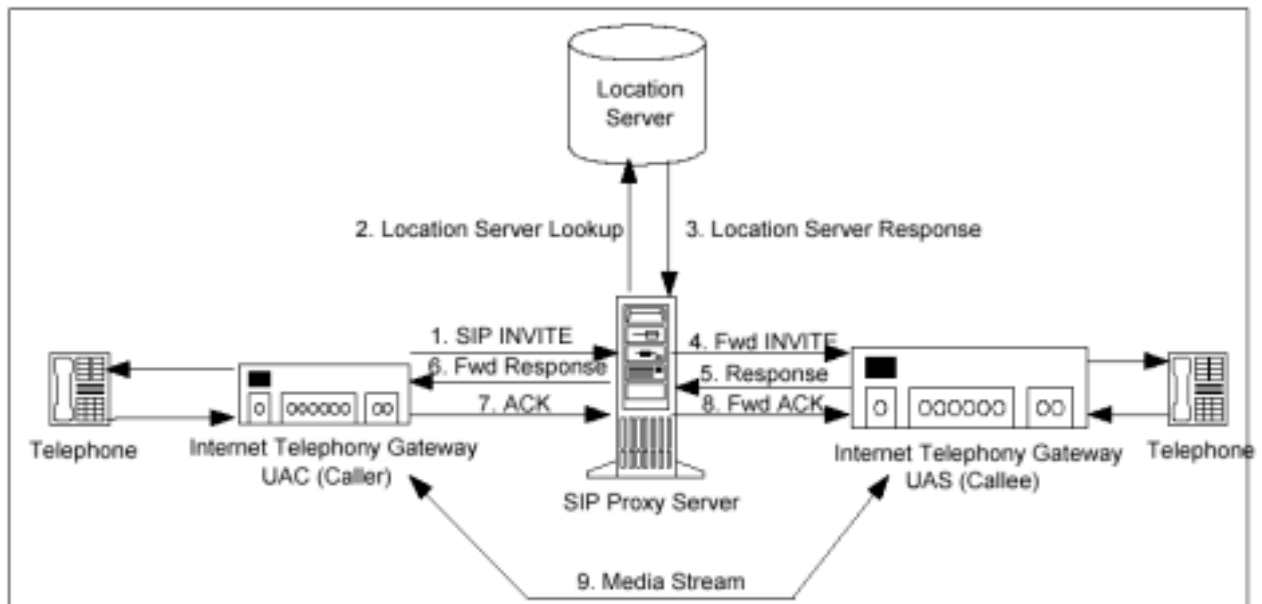 Location
Server
2. Location Server Lookup
3. Location Server Response
1. SIP INVITE
4. Fwd INVITE
6. Fwd Response
5. Response
7. ACK
8. Fwd ACK
Telephone
Internet Telephony Gateway
UAC (Caller)
SIP Proxy Server
Internet Telephony Gateway
UAS (Callee)
Telephone
9. Media Stream